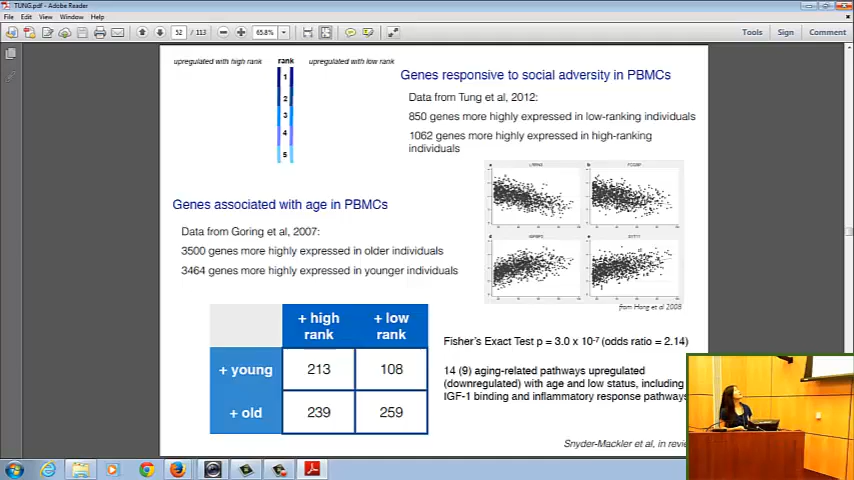 TUNG.pdf - Adobe Reader
File Edit View Window Help
52 / 113 65.8% Tools Sign Comment
upregulated with high rank rank upregulated with low rank
1
2
3
4
5
Genes responsive to social adversity in PBMCs
Data from Tung et al, 2012:
850 genes more highly expressed in low-ranking individuals
1062 genes more highly expressed in high-ranking
individuals
Genes associated with age in PBMCs
Data from Goring et al, 2007:
3500 genes more highly expressed in older individuals
3464 genes more highly expressed in younger individuals
from Hong et al 2008
+ high rank + low rank
+ young 213 108
+ old 239 259
Fisher's Exact Test p = 3.0 x 10-7 (odds ratio = 2.14)
14 (9) aging-related pathways upregulated
(downregulated) with age and low status, including
IGF-1 binding and inflammatory response pathways
Snyder-Mackler et al, in